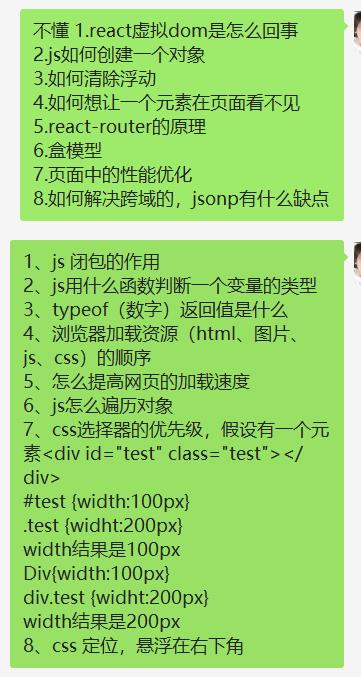 不懂 1.react虚拟dom是怎么回事
2.js如何创建一个对象
3.如何清除浮动
4.如何想让一个元素在页面看不见
5.react-router的原理
6.盒模型
7.页面中的性能优化
8.如何解决跨域的，jsonp有什么缺点
1、js 闭包的作用
2、js用什么函数判断一个变量的类型
3、typeof（数字）返回值是什么
4、浏览器加载资源（html、图片、
js、css）的顺序
5、怎么提高网页的加载速度
6、js怎么遍历对象
7、css选择器的优先级，假设有一个元
素<div id="test" class="test"></
div>
#test {width:100px}
.test {widht:200px}
width结果是100px
Div{width:100px}
div.test {widht:200px}
width结果是200px
8、css 定位，悬浮在右下角